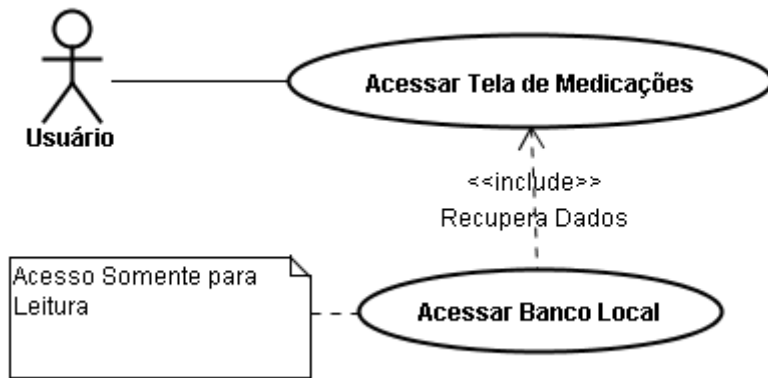 Acessar Tela de Medicações
Usuário
<<include>>
Recupera Dados
Acesso Somente para
Leitura
Acessar Banco Local